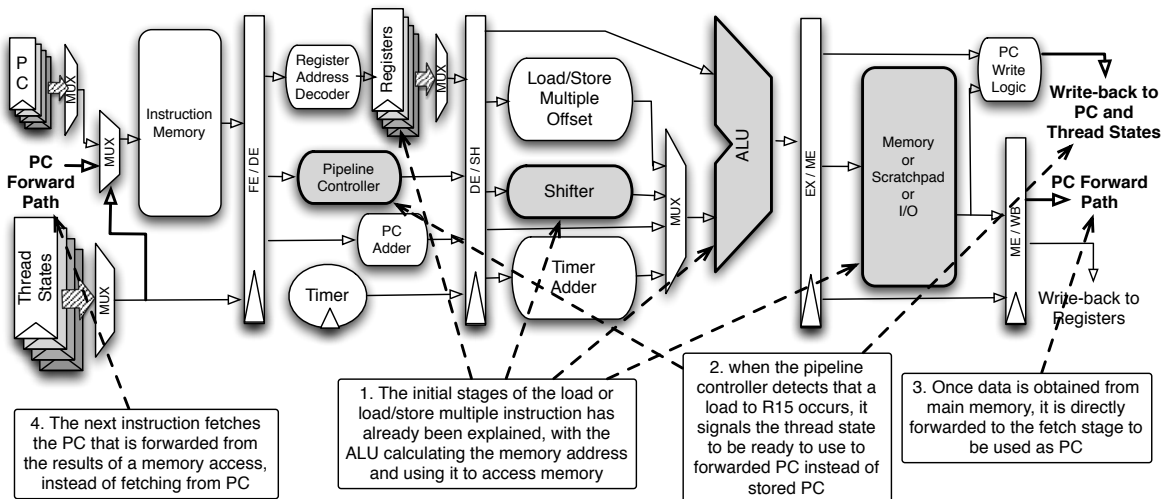 PC
MUX
MUX
PC
Forward
Path
Thread
States
MUX
Instruction
Memory
FE / DE
Register
Address
Decoder
Registers
MUX
Pipeline
Controller
PC
Adder
Timer
DE / SH
Load/Store
Multiple
Offset
Shifter
Timer
Adder
MUX
ALU
EX / ME
Memory
or
Scratchpad
or
I/O
PC
Write
Logic
ME / WB
Write-back to
PC and
Thread States
PC Forward
Path
Write-back to
Registers
4. The next instruction fetches
the PC that is forwarded from
the results of a memory access,
instead of fetching from PC
1. The initial stages of the load or
load/store multiple instruction has
already been explained, with the
ALU calculating the memory address
and using it to access memory
2. when the pipeline
controller detects that a
load to R15 occurs, it
signals the thread state
to be ready to use to
forwarded PC instead of
stored PC
3. Once data is obtained from
main memory, it is directly
forwarded to the fetch stage to
be used as PC